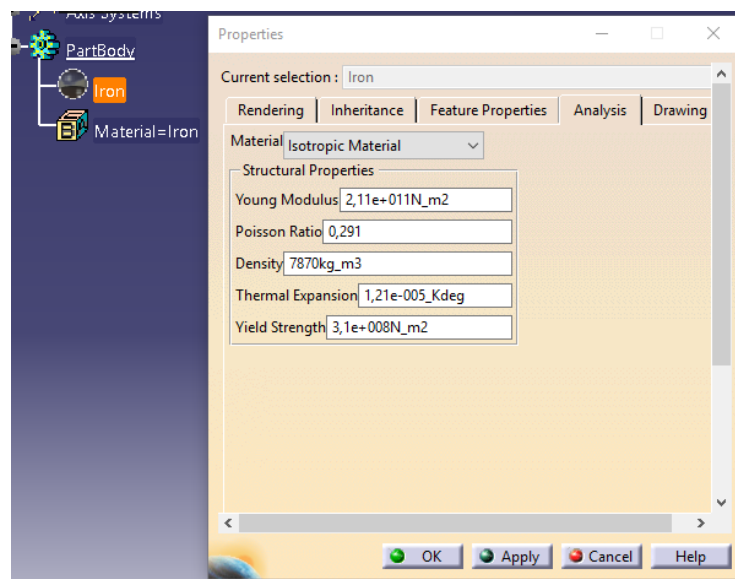 Axis Systems
PartBody
Iron
Material=Iron
Properties
Current selection : Iron
Rendering Inheritance Feature Properties Analysis Drawing
Material Isotropic Material
Structural Properties
Young Modulus 2,11e+011N_m2
Poisson Ratio 0,291
Density 7870kg_m3
Thermal Expansion 1,21e-005_Kdeg
Yield Strength 3,1e+008N_m2
OK Apply Cancel Help